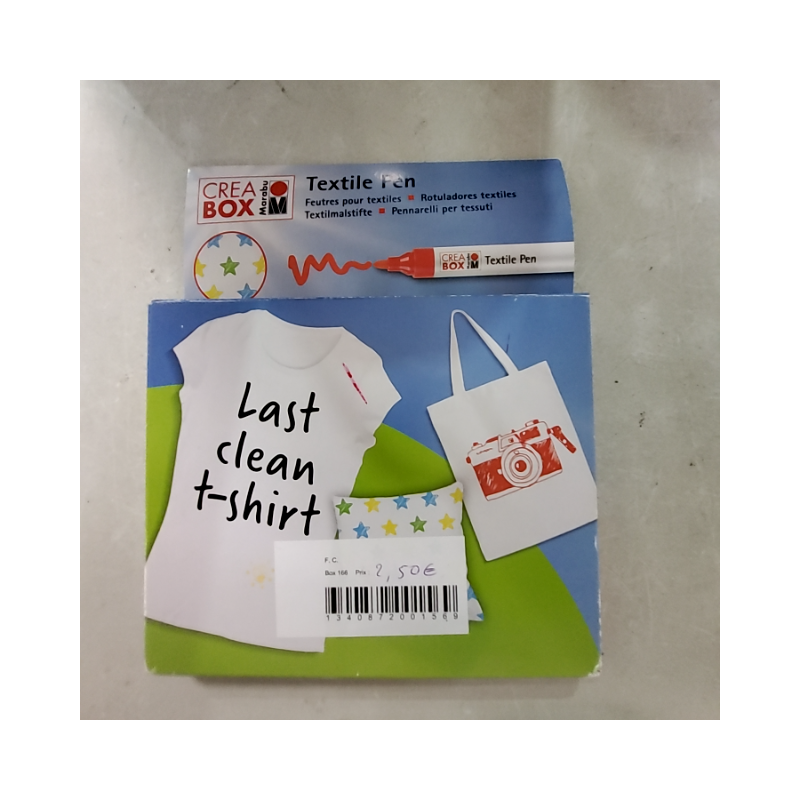 CREA
BOX
Marabu
Textile Pen
Feutres pour textiles ■ Rotuladores textiles
Textilmalstifte ■ Pennarelli per tessuti
CREA
BOX
Textile Pen
Last
clean
t-shirt
F. C.
Box 166 Prix : 2,50€
1340872001569